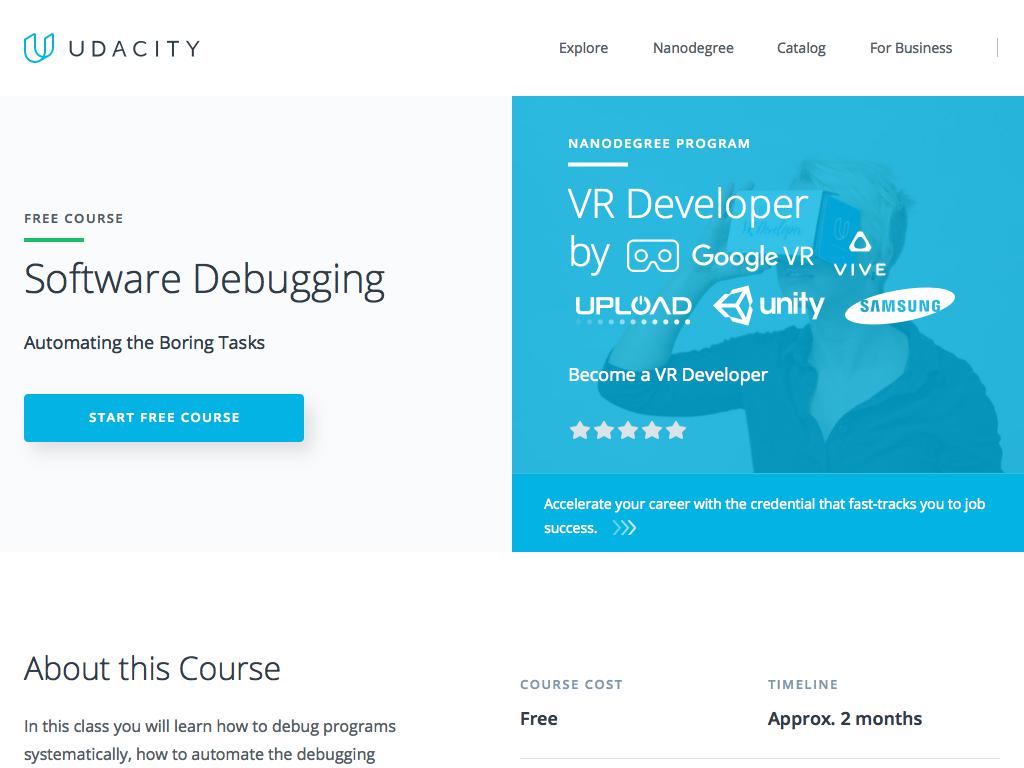 UDACITY
Explore
Nanodegree
Catalog
For Business
FREE COURSE
Software Debugging
Automating the Boring Tasks
START FREE COURSE
NANODEGREE PROGRAM
VR Developer
by Google VR VIVE
UPLOAD unity SAMSUNG
Become a VR Developer
Accelerate your career with the credential that fast-tracks you to job
success.
About this Course
In this class you will learn how to debug programs
systematically, how to automate the debugging
COURSE COST
Free
TIMELINE
Approx. 2 months